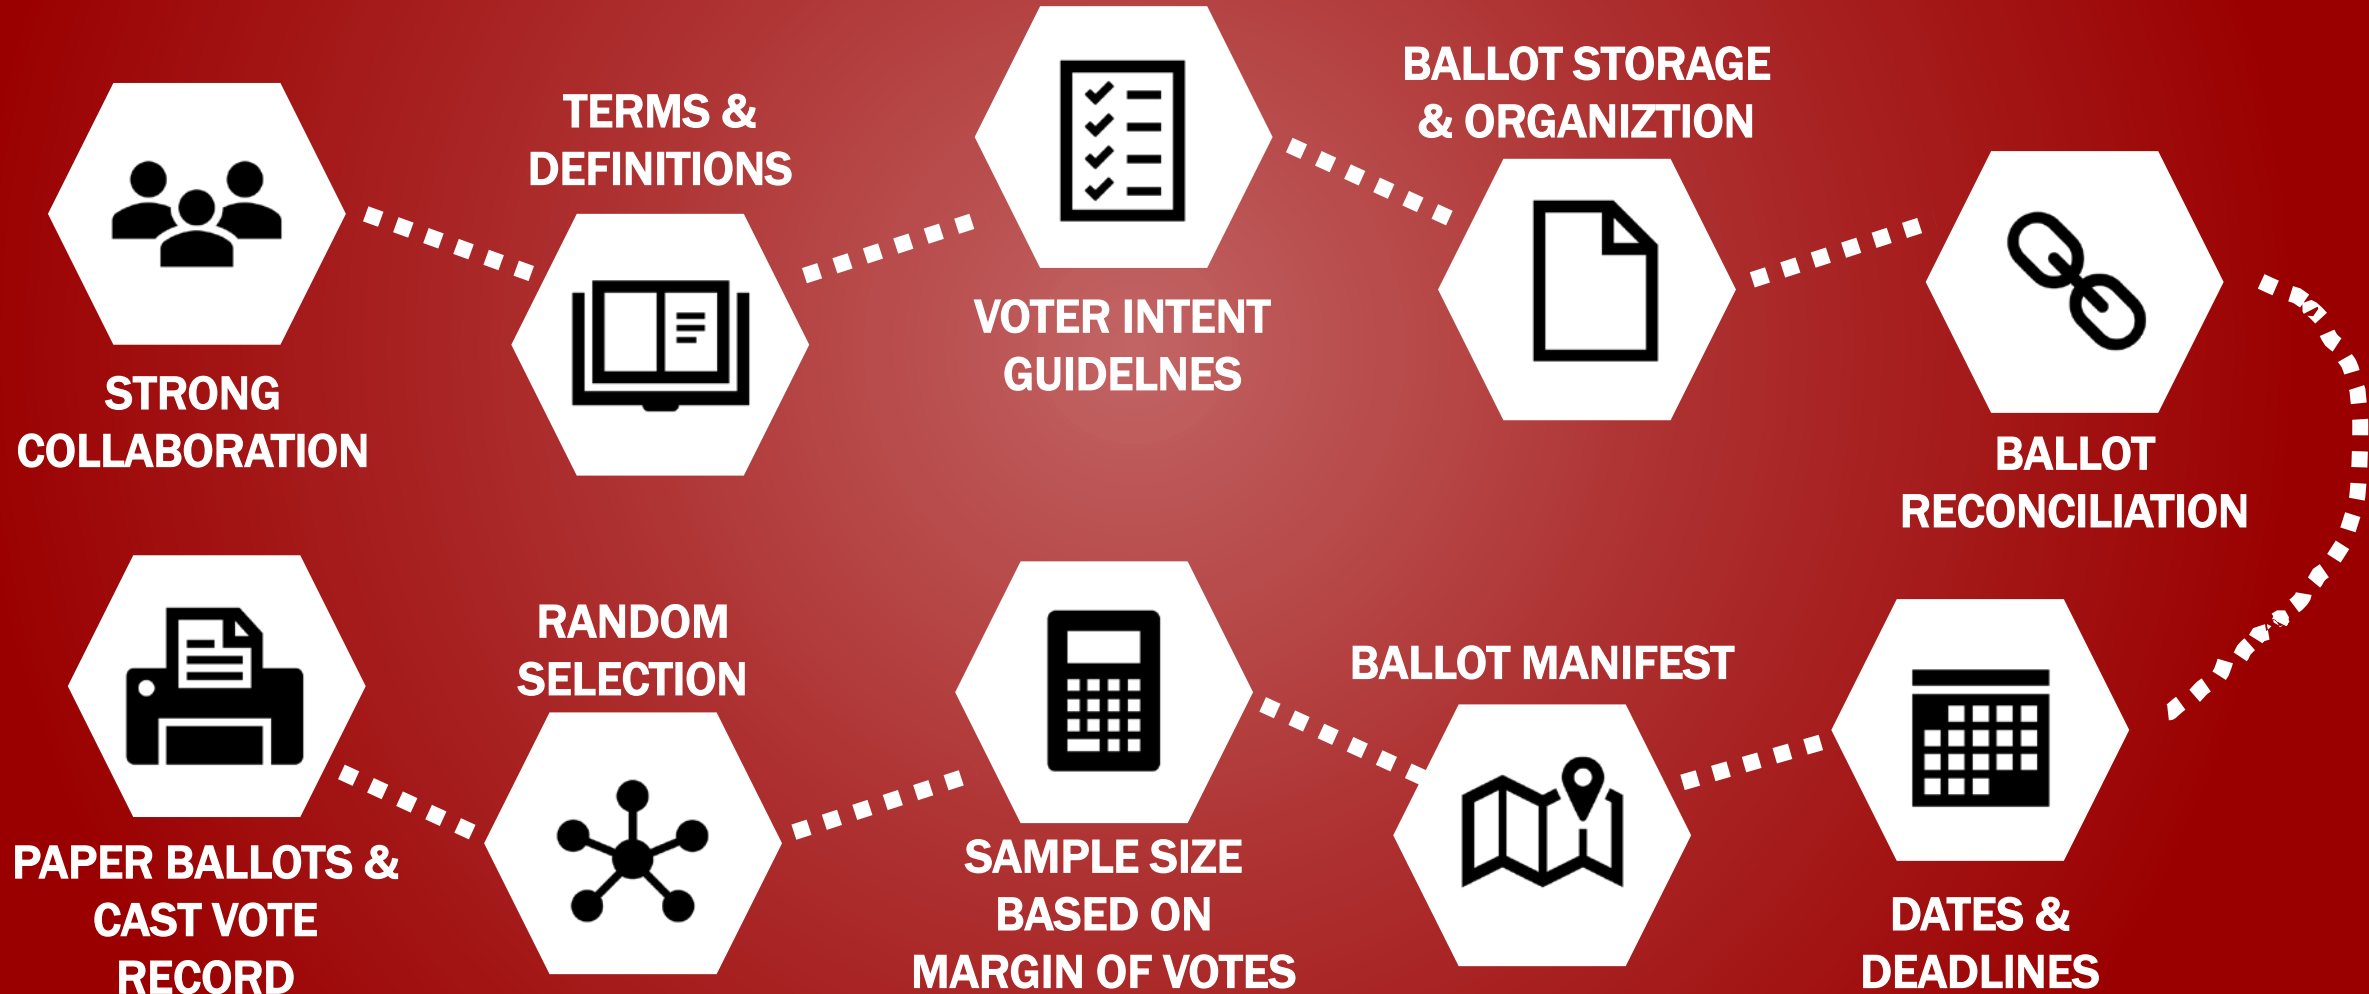 STRONG
COLLABORATION
TERMS &
DEFINITIONS
VOTER INTENT
GUIDELNES
BALLOT STORAGE
& ORGANIZTION
BALLOT
RECONCILIATION
DATES &
DEADLINES
BALLOT MANIFEST
SAMPLE SIZE
BASED ON
MARGIN OF VOTES
RANDOM
SELECTION
PAPER BALLOTS &
CAST VOTE
RECORD